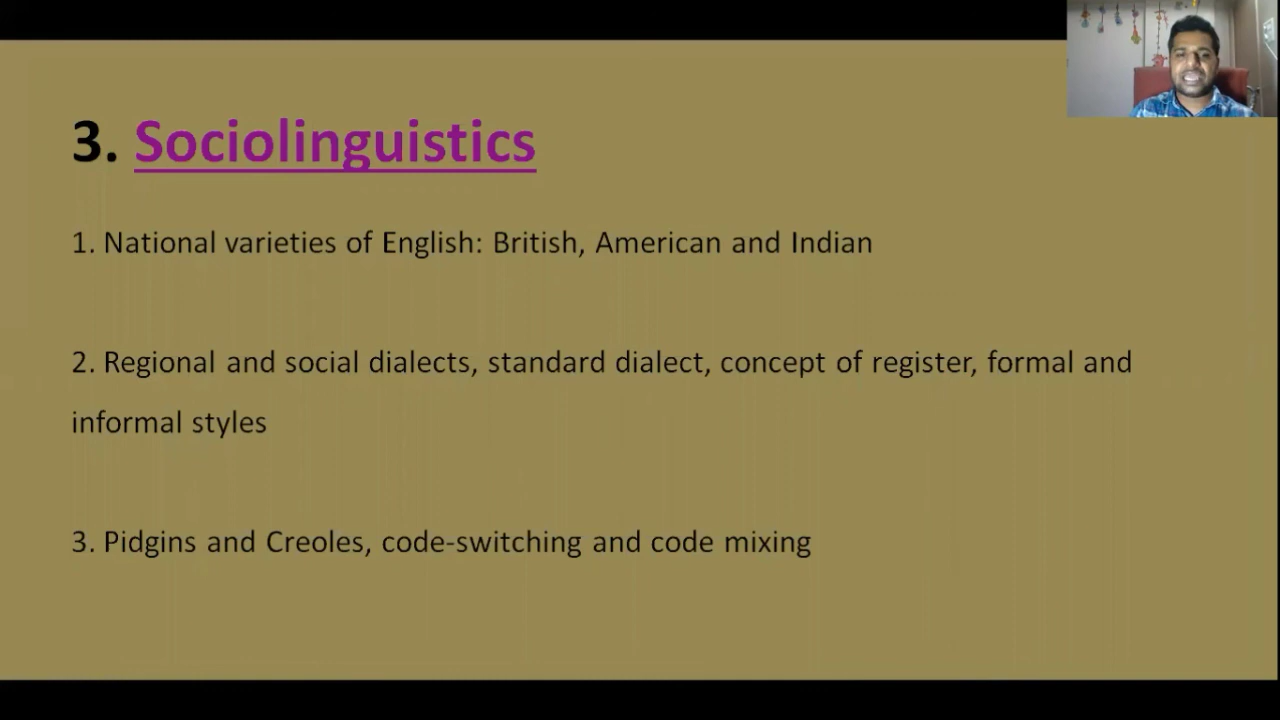 3. Sociolinguistics
1. National varieties of English: British, American and Indian
2. Regional and social dialects, standard dialect, concept of register, formal and
informal styles
3. Pidgins and Creoles, code-switching and code mixing